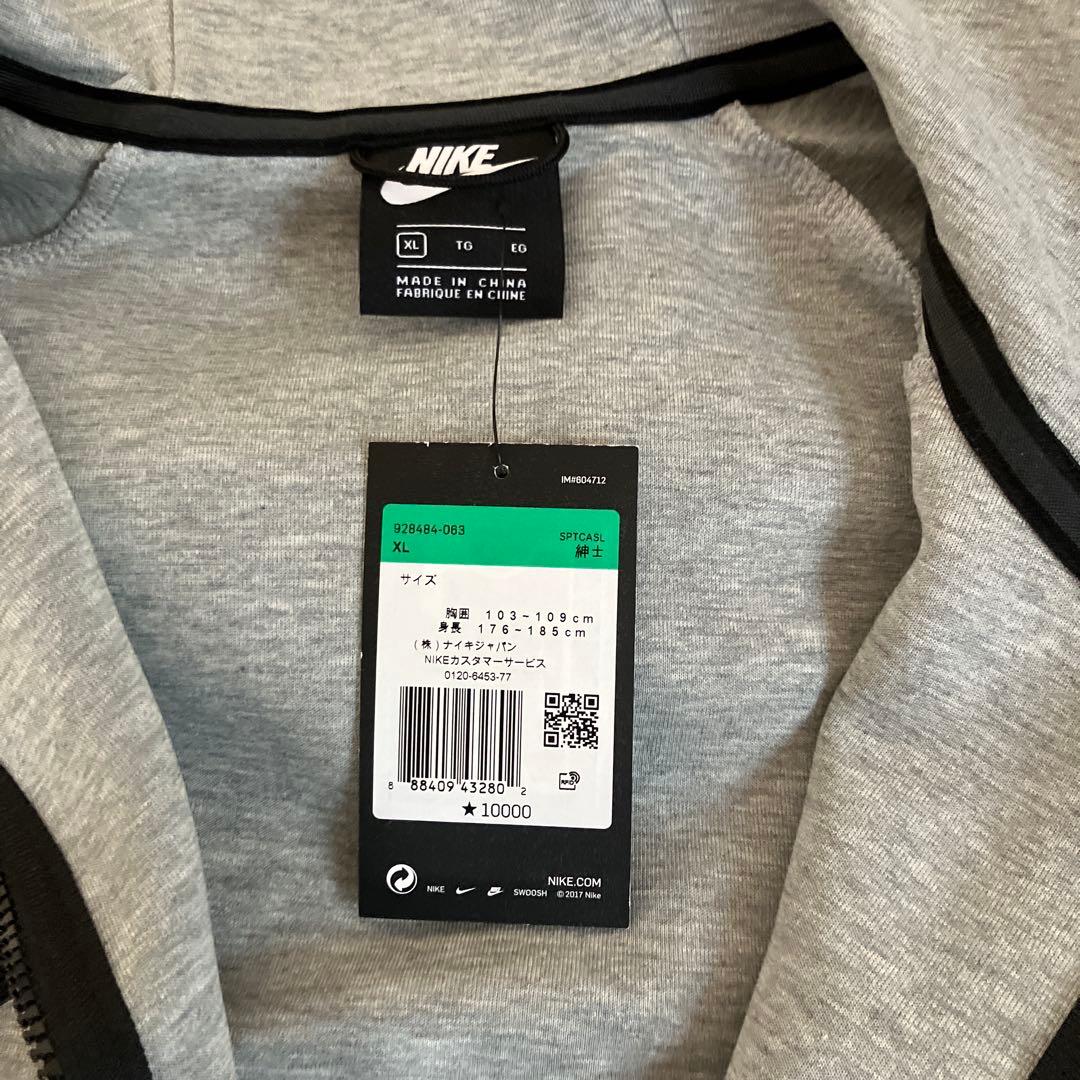 NIKE
XL TG EG
MADE IN CHINA
FABRIQUE EN CHINE
IM#604712
928484-063
XL
SPTCASL
紳士
サイズ
胸囲 103~109cm
身長 176~185cm
(株)ナイキジャパン
NIKEカスタマーサービス
0120-6453-77
RFID
8 88409 43280 2
★10000
NIKE.COM
NIKE SWOOSH © 2017 Nike